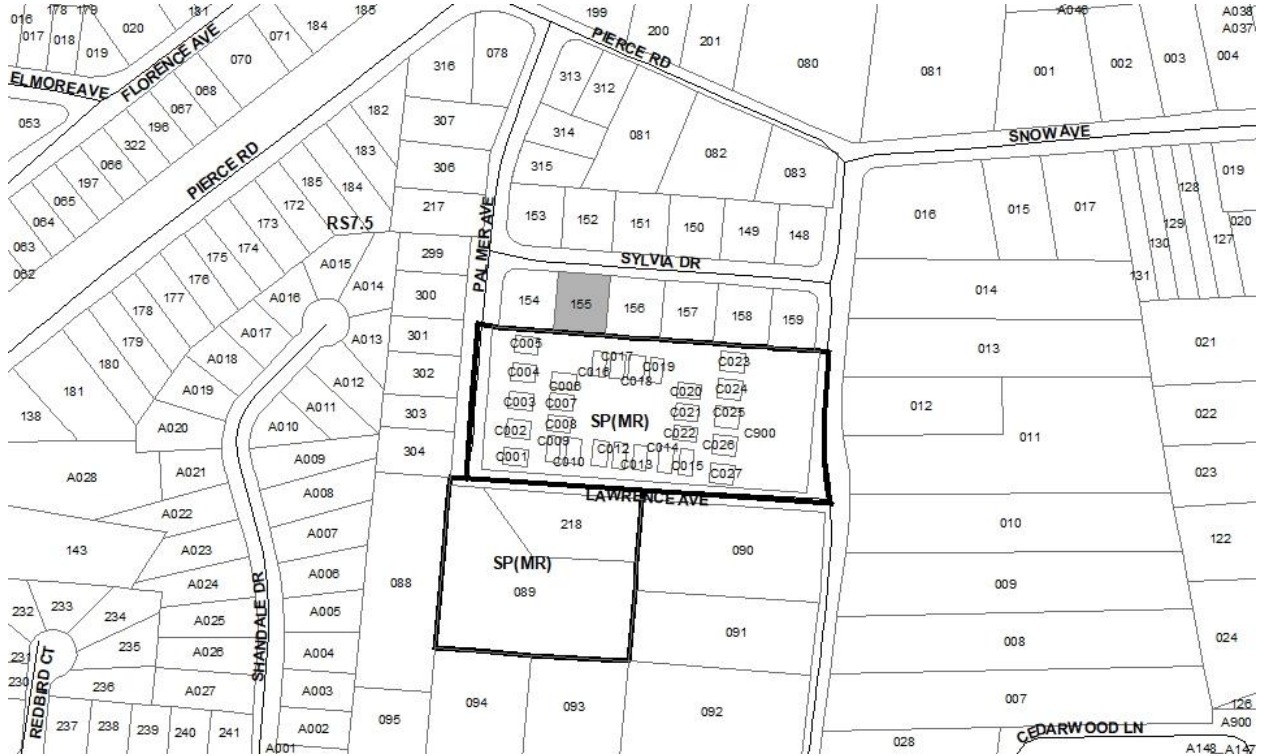 178
179
181
016
017
018
019
020
ELMORE AVE
FLORENCE AVE
071
184
185
070
068
067
196
322
066
197
065
064
063
062
053
PIERCE RD
182
183
184
185
172
173
174
175
176
177
178
179
180
181
138
RS7.5
316
078
307
306
217
299
300
301
302
303
304
PALMER AVE
199
200
201
PIERCE RD
080
081
A046
001
002
003
004
A038
A037
SNOW AVE
313
312
314
315
081
082
083
153
152
151
150
149
148
SYLVIA DR
154
155
156
157
158
159
016
015
017
128
129
130
131
127
019
020
014
013
012
011
021
022
023
010
009
008
007
122
024
126
A900
A148
A147
028
CEDARWOOD LN
A015
A014
A016
A013
A017
A018
A019
A020
A012
A011
A010
A009
A008
A007
A006
A005
A004
A003
A002
A001
A028
A021
A022
A023
A024
A025
A026
A027
143
SHANDALE DR
232
233
234
235
231
230
236
237
238
239
240
241
REDBIRD CT
C005
C004
C003
C002
C001
C006
C007
C008
C009
C010
C016
C017
C018
C019
C012
C013
C014
C015
C020
C021
C022
C023
C024
C025
C026
C027
C900
SP(MR)
LAWRENCE AVE
218
SP(MR)
089
088
090
091
092
093
094
095